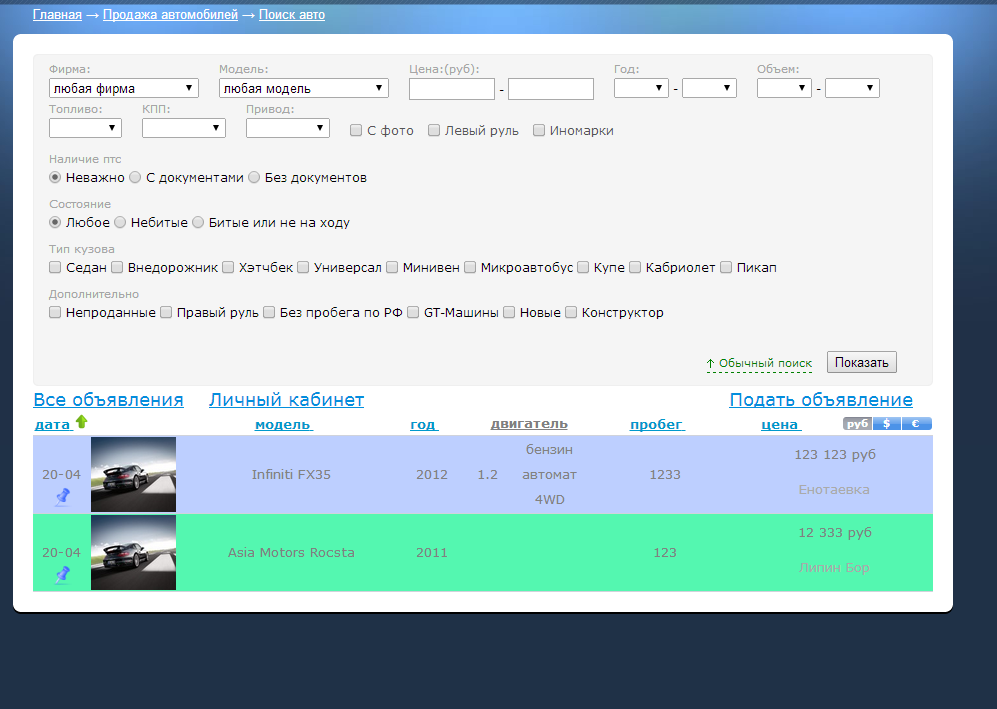 Главная → Продажа автомобилей → Поиск авто
Фирма: Модель: Цена:(руб): Год: Объем:
любая фирма любая модель - - -
Топливо: КПП: Привод:
С фото Левый руль Иномарки
Наличие птс
Неважно С документами Без документов
Состояние
Любое Небитые Битые или не на ходу
Тип кузова
Седан Внедорожник Хэтчбек Универсал Минивен Микроавтобус Купе Кабриолет Пикап
Дополнительно
Непроданные Правый руль Без пробега по РФ GT-Машины Новые Конструктор
↑ Обычный поиск Показать
Все объявления Личный кабинет Подать объявление
дата модель год двигатель пробег цена руб $ €
бензин
123 123 руб
20-04 Infiniti FX35 2012 1.2 автомат 1233
Енотаевка
4WD
12 333 руб
20-04 Asia Motors Rocsta 2011 123
Липин Бор